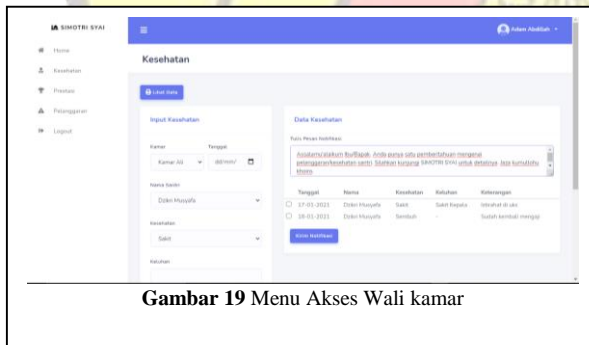 SIMOTRI SYAI
Adam Abdillah
Home
Kesehatan
Prestasi
Pelanggaran
Logout
Kesehatan
Lihat Data
Input Kesehatan
Kamar
Tanggal
Kamar Ali
dd/mm/
Nama Santri
Dzikri Musyafa
Kesehatan
Sakit
Keluhan
Data Kesehatan
Tulis Pesan Notifikasi
Assalamu'alaikum Bu/Bapak, Anda punya satu pemberitahuan mengenai
pelanggaran/kesehatan santri. Silahkan kunjungi SIMOTRI SYAI untuk detailnya.
Tanggal Nama Kesehatan Keluhan Keterangan
17-01-2021 Dzikri Musyafa Sakit Sakit Kepala Istirahat di uks
18-01-2021 Dzikri Musyafa Sembuh - Sudah kembali mengaji
Kirim Notifikasi
Gambar 19 Menu Akses Wali kamar